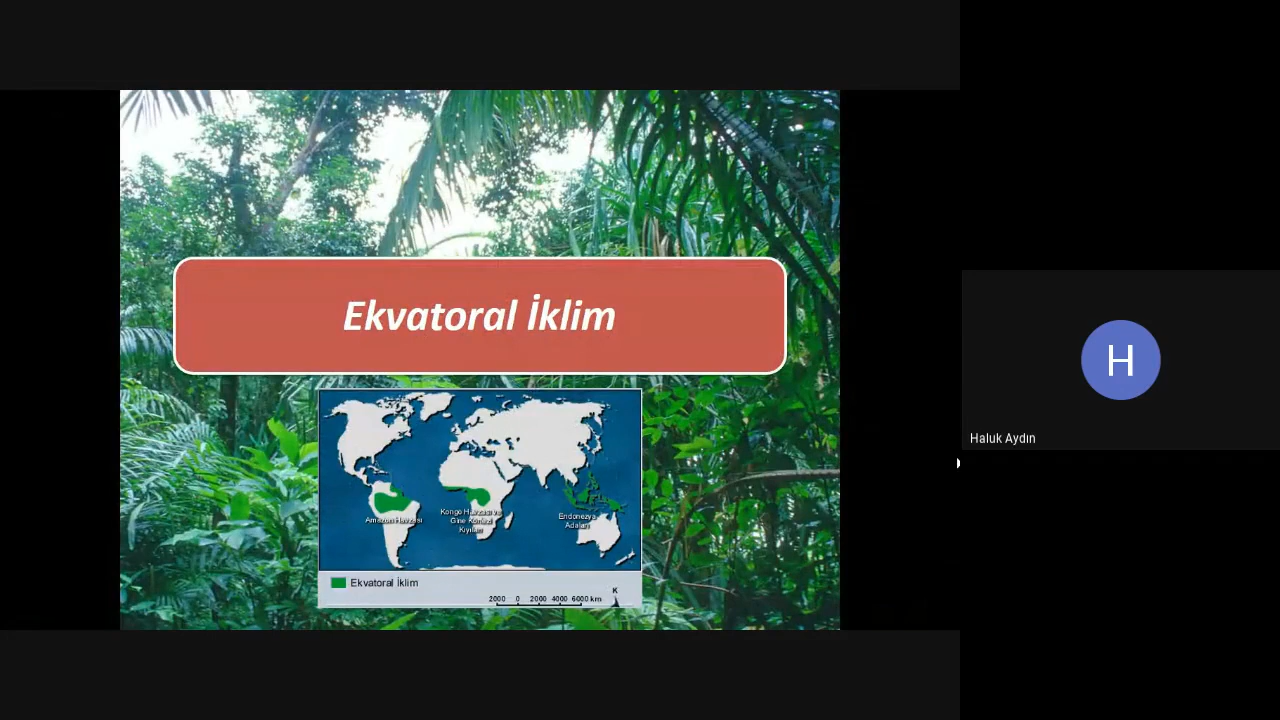 Ekvatoral İklim
Amazon Havzası
Kongo Havzası ve
Gine Körfezi
Kıyıları
Endonezya
Adaları
Ekvatoral İklim
2000 0 2000 4000 6000 km
K
H
Haluk Aydın